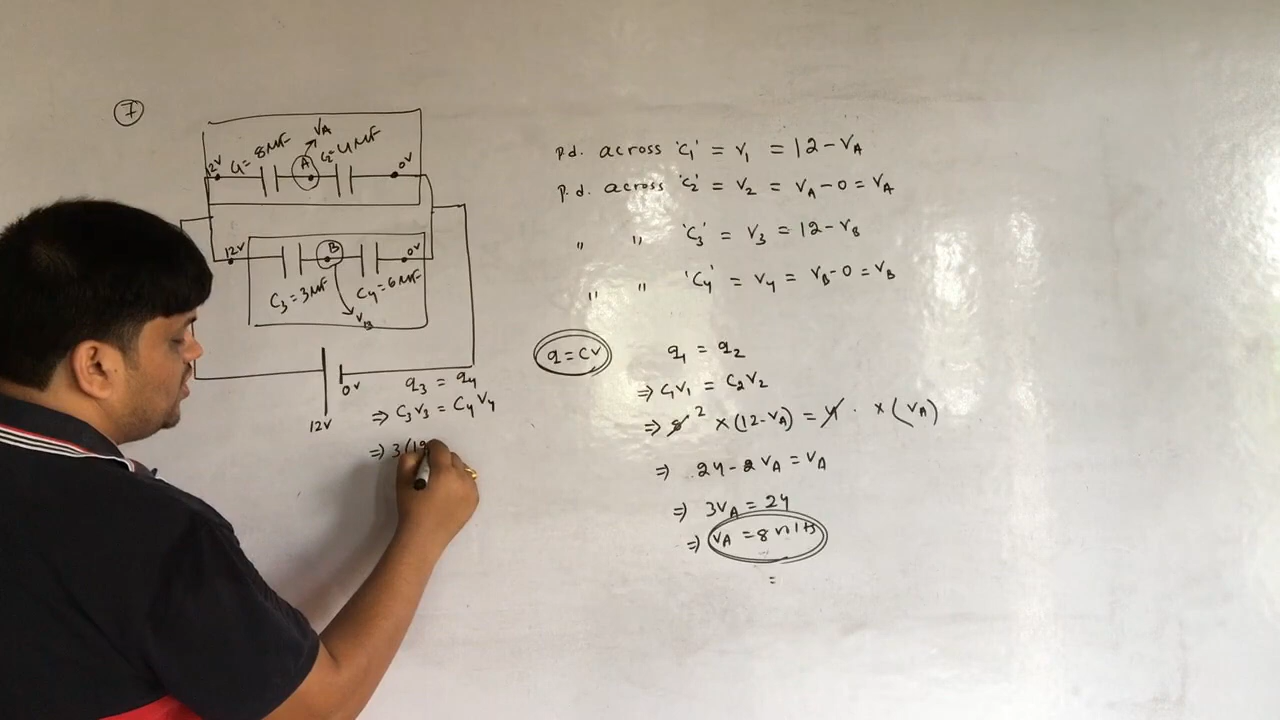 7
VA
12V C1= 8MF A C2= 4MF 0V
12V B 0V
C3 = 3MF C4 = 6MF
VB
12V 0V
q3 = q4
⇒ C3V3 = C4V4
⇒ 3(12
p.d. across 'C1' = V1 = 12-VA
p.d. across 'C2' = V2 = VA-0 = VA
" " 'C3' = V3 = 12-VB
" " 'C4' = V4 = VB-0 = VB
q=CV
q1 = q2
⇒ C1V1 = C2V2
⇒ 8 2 x(12-VA) = 4 . x (VA)
⇒ 24-2VA = VA
⇒ 3VA = 24
⇒ VA = 8 volts
=